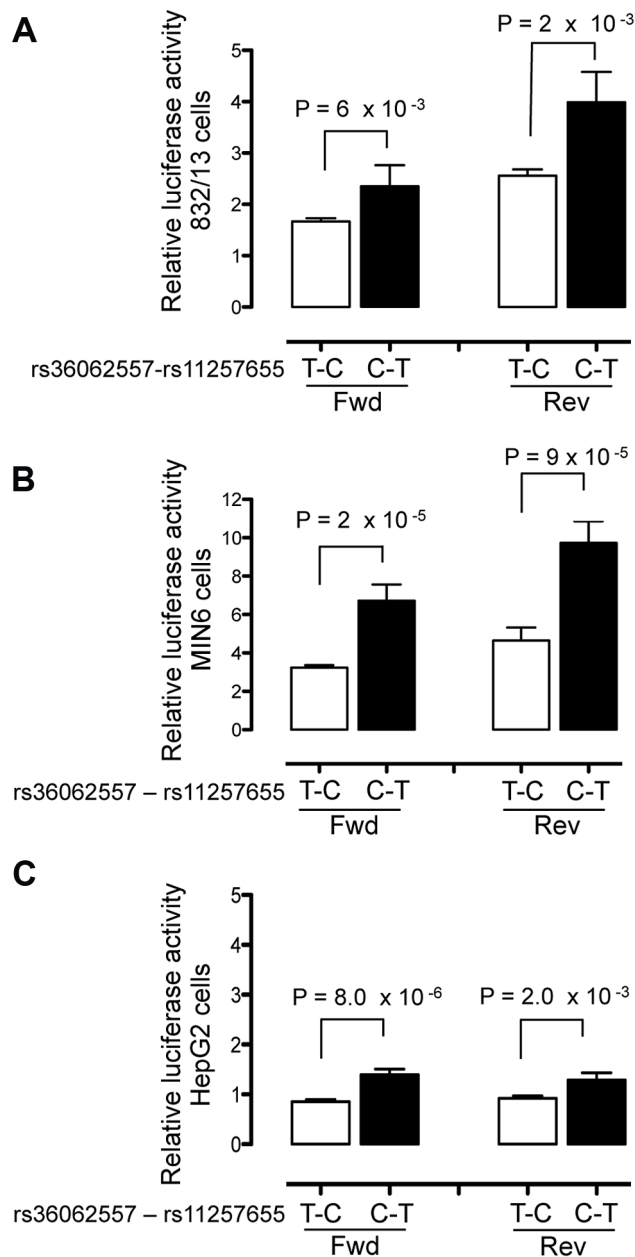 A
P = 2 x 10 -3
P = 6 x 10 -3
Relative luciferase activity
832/13 cells
5
4
3
2
1
0
rs36062557-rs11257655
T-C C-T T-C C-T
Fwd Rev
B
P = 9 x 10 -5
P = 2 x 10 -5
Relative luciferase activity
MIN6 cells
12
10
8
6
4
2
0
rs36062557 – rs11257655
T-C C-T T-C C-T
Fwd Rev
C
P = 8.0 x 10 -6 P = 2.0 x 10 -3
Relative luciferase activity
HepG2 cells
5
4
3
2
1
0
rs36062557 – rs11257655
T-C C-T T-C C-T
Fwd Rev